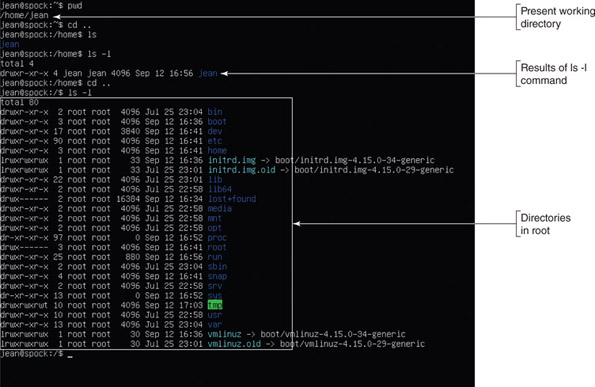 jean@spock:~$ pwd
/home/jean
jean@spock:~$ cd ..
jean@spock:/home$ ls
jean
jean@spock:/home$ ls -l
total 4
drwxr-xr-x 4 jean jean 4096 Sep 12 16:56 jean
jean@spock:/home$ cd ..
jean@spock:/$ ls -l
total 80
drwxr-xr-x 2 root root 4096 Jul 25 23:04 bin
drwxr-xr-x 3 root root 4096 Sep 12 16:36 boot
drwxr-xr-x 17 root root 3840 Sep 12 16:41 dev
drwxr-xr-x 90 root root 4096 Sep 12 16:41 etc
drwxr-xr-x 3 root root 4096 Sep 12 16:41 home
lrwxrwxrwx 1 root root 33 Sep 12 16:36 initrd.img -> boot/initrd.img-4.15.0-34-generic
lrwxrwxrwx 1 root root 33 Jul 25 23:01 initrd.img.old -> boot/initrd.img-4.15.0-29-generic
drwxr-xr-x 22 root root 4096 Jul 25 23:01 lib
drwxr-xr-x 2 root root 4096 Jul 25 22:58 lib64
drwx------ 2 root root 16384 Sep 12 16:34 lost+found
drwxr-xr-x 2 root root 4096 Jul 25 22:58 media
drwxr-xr-x 2 root root 4096 Jul 25 22:58 mnt
drwxr-xr-x 2 root root 4096 Jul 25 22:58 opt
dr-xr-xr-x 97 root root 0 Sep 12 16:52 proc
drwx------ 3 root root 4096 Sep 12 16:41 root
drwxr-xr-x 25 root root 880 Sep 12 16:56 run
drwxr-xr-x 2 root root 4096 Jul 25 23:04 sbin
drwxr-xr-x 4 root root 4096 Sep 12 16:41 snap
drwxr-xr-x 2 root root 4096 Jul 25 22:58 srv
dr-xr-xr-x 13 root root 0 Sep 12 16:52 sys
drwxrwxrwt 10 root root 4096 Sep 12 17:03 tmp
drwxr-xr-x 10 root root 4096 Jul 25 22:58 usr
drwxr-xr-x 13 root root 4096 Jul 25 23:04 var
lrwxrwxrwx 1 root root 30 Sep 12 16:36 vmlinuz -> boot/vmlinuz-4.15.0-34-generic
lrwxrwxrwx 1 root root 30 Jul 25 23:01 vmlinuz.old -> boot/vmlinuz-4.15.0-29-generic
jean@spock:/$ _
Present working
directory
Results of ls -l
command
Directories
in root